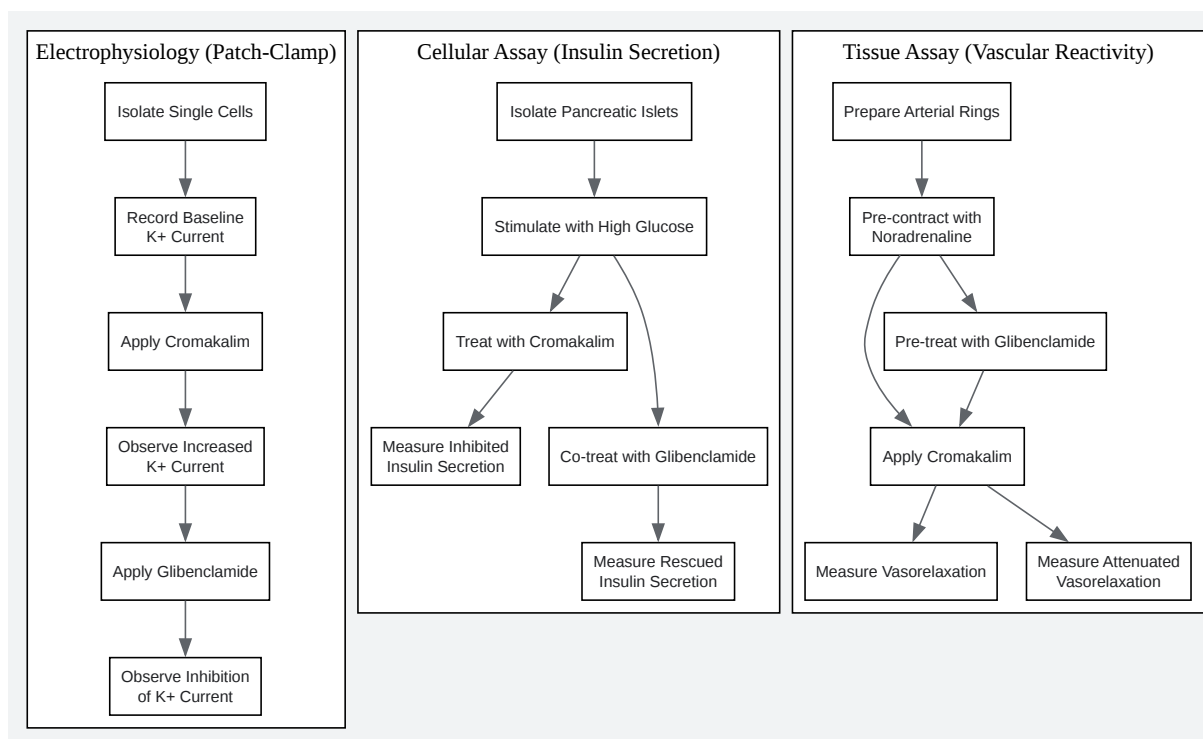 Electrophysiology (Patch-Clamp)
Isolate Single Cells
Record Baseline
K+ Current
Apply Cromakalim
Observe Increased
K+ Current
Apply Glibenclamide
Observe Inhibition
of K+ Current
Cellular Assay (Insulin Secretion)
Isolate Pancreatic Islets
Stimulate with High Glucose
Treat with Cromakalim
Measure Inhibited
Insulin Secretion
Co-treat with Glibenclamide
Measure Rescued
Insulin Secretion
Tissue Assay (Vascular Reactivity)
Prepare Arterial Rings
Pre-contract with
Noradrenaline
Pre-treat with Glibenclamide
Apply Cromakalim
Measure Vasorelaxation
Measure Attenuated
Vasorelaxation